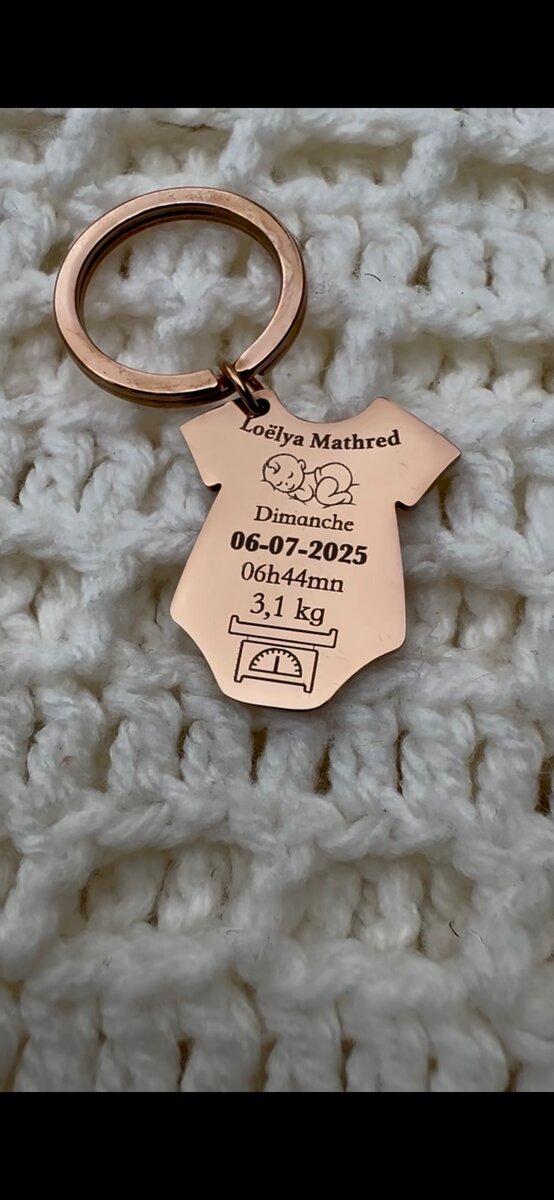 Loëlya Mathred
Dimanche
06-07-2025
06h44mn
3,1 kg